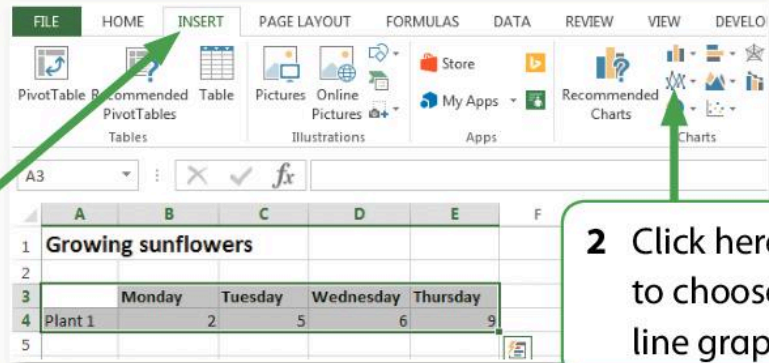 FILE HOME INSERT PAGE LAYOUT FORMULAS DATA REVIEW VIEW DEVELO
PivotTable Recommended PivotTables Table Pictures Online Pictures Store My Apps Recommended Charts
Tables Illustrations Apps Charts
A3 fx
A B C D E F
1 Growing sunflowers
2
3 Monday Tuesday Wednesday Thursday
4 Plant 1 2 5 6 9
5
2 Click here
to choose
line grap